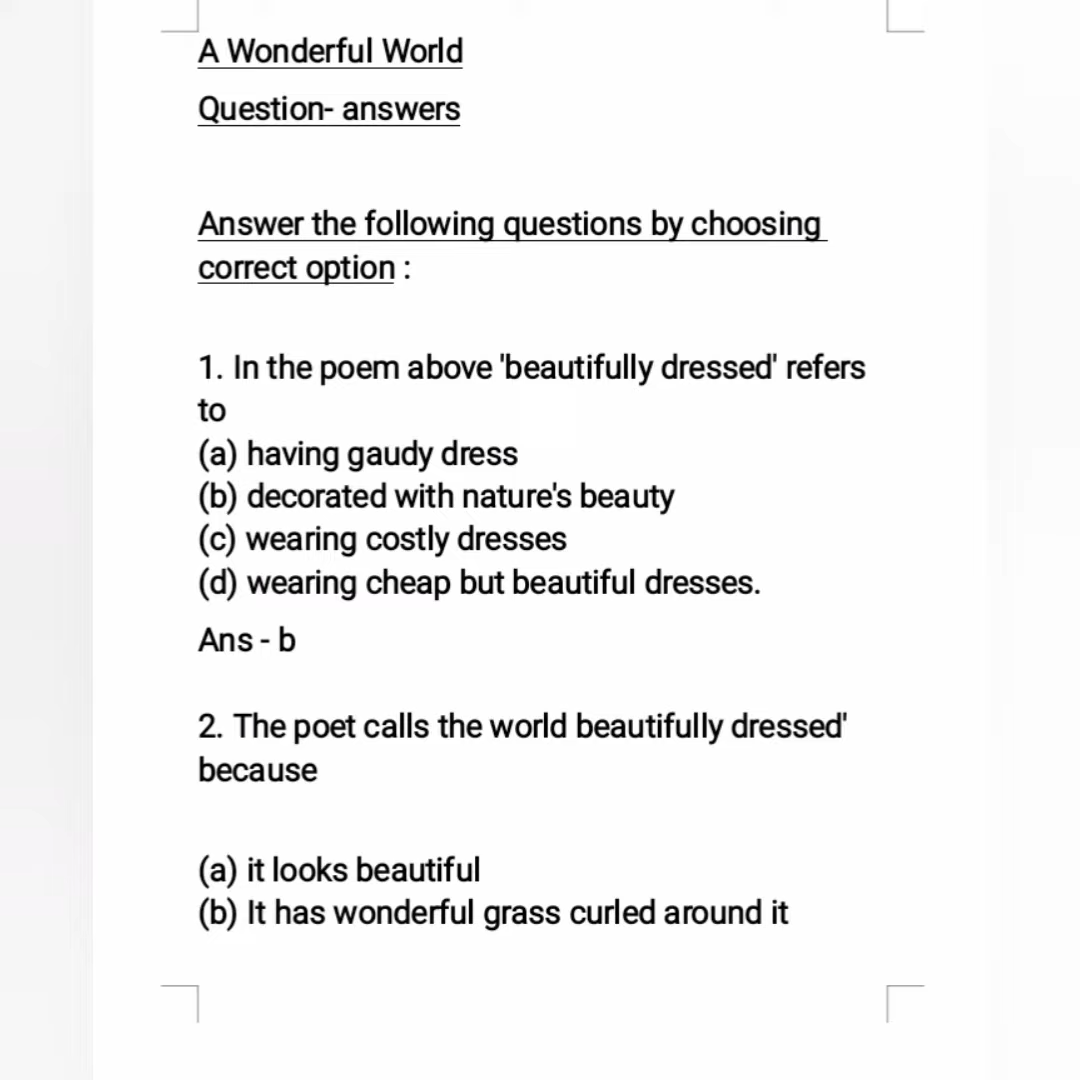 A Wonderful World
Question- answers
Answer the following questions by choosing
correct option :
1. In the poem above 'beautifully dressed' refers
to
(a) having gaudy dress
(b) decorated with nature's beauty
(c) wearing costly dresses
(d) wearing cheap but beautiful dresses.
Ans - b
2. The poet calls the world beautifully dressed'
because
(a) it looks beautiful
(b) It has wonderful grass curled around it